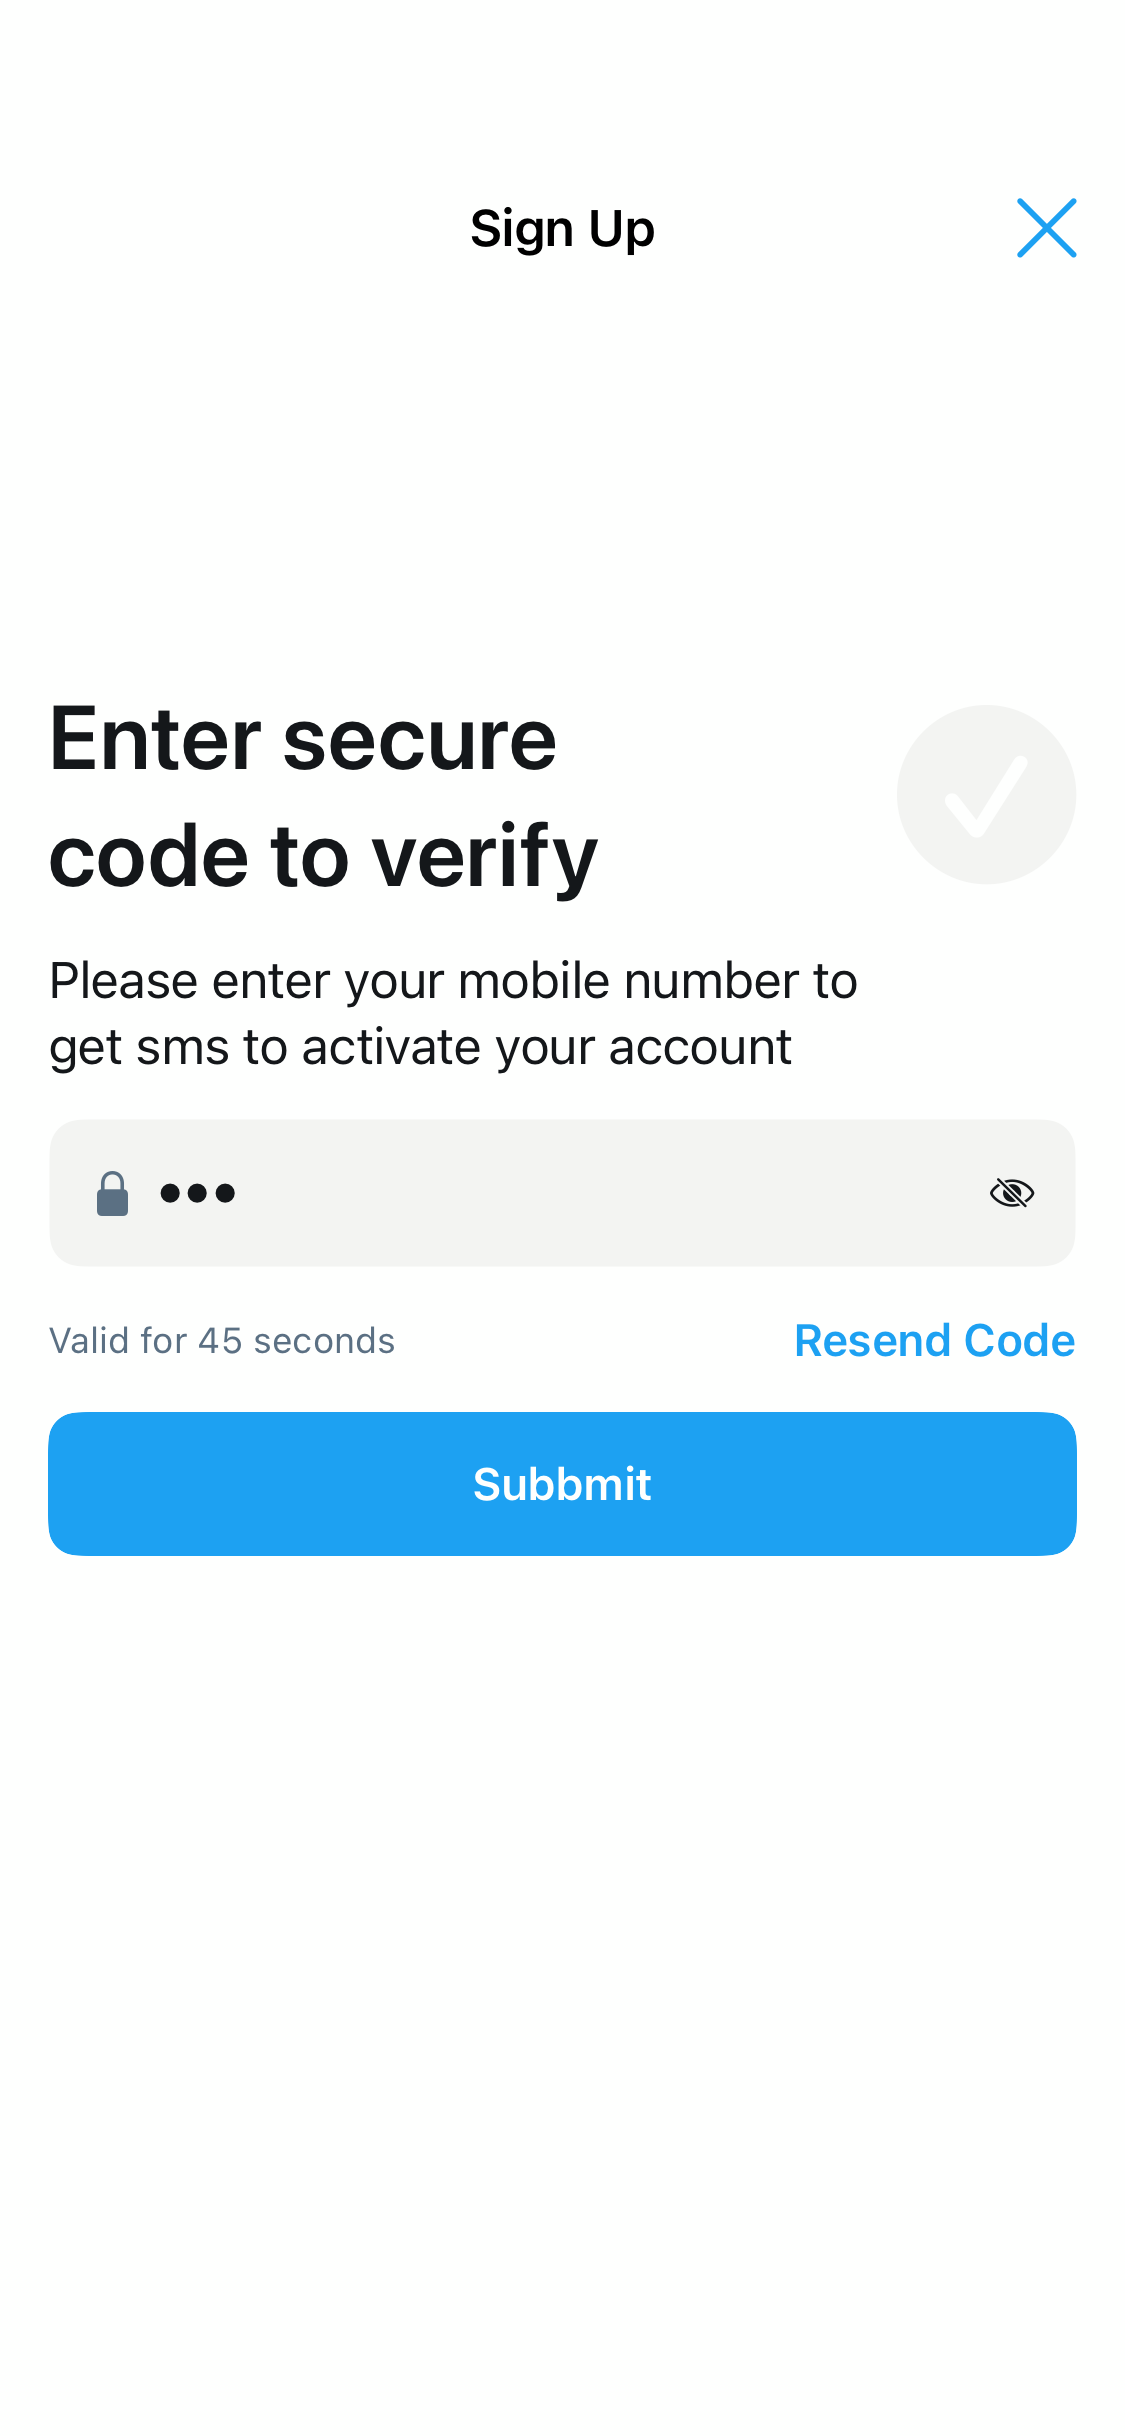 Sign Up
Enter secure
code to verify
Please enter your mobile number to
get sms to activate your account
Valid for 45 seconds
Resend Code
Subbmit